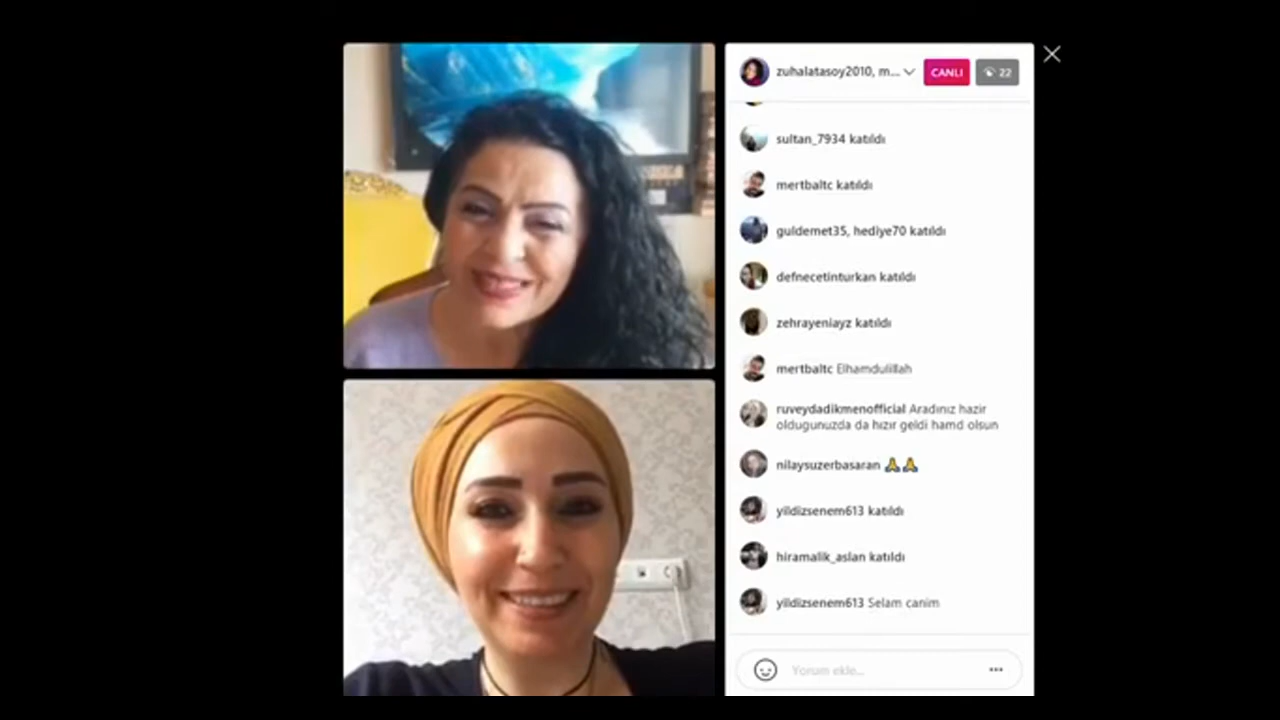 zuhalatasoy2010, m...
CANLI
22
sultan_7934 katıldı
mertbaltc katıldı
guldemet35, hediye70 katıldı
defnecetinturkan katıldı
zehrayeniayz katıldı
mertbaltc Elhamdulillah
ruveydadikmenofficial Aradınız hazir
oldugunuzda da hızır geldi hamd olsun
nilaysuzerbasaran 🙏🙏
yildizsenem613 katıldı
hiramalik_aslan katıldı
yildizsenem613 Selam canim
Yorum ekle...